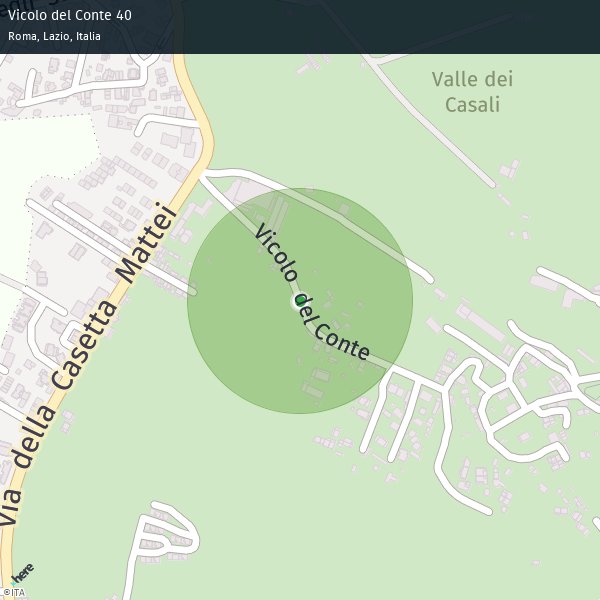 Vicolo del Conte 40
Roma, Lazio, Italia
Valle dei
Casali
Via della Casetta Mattei
Vicolo del Conte
here
©ITA